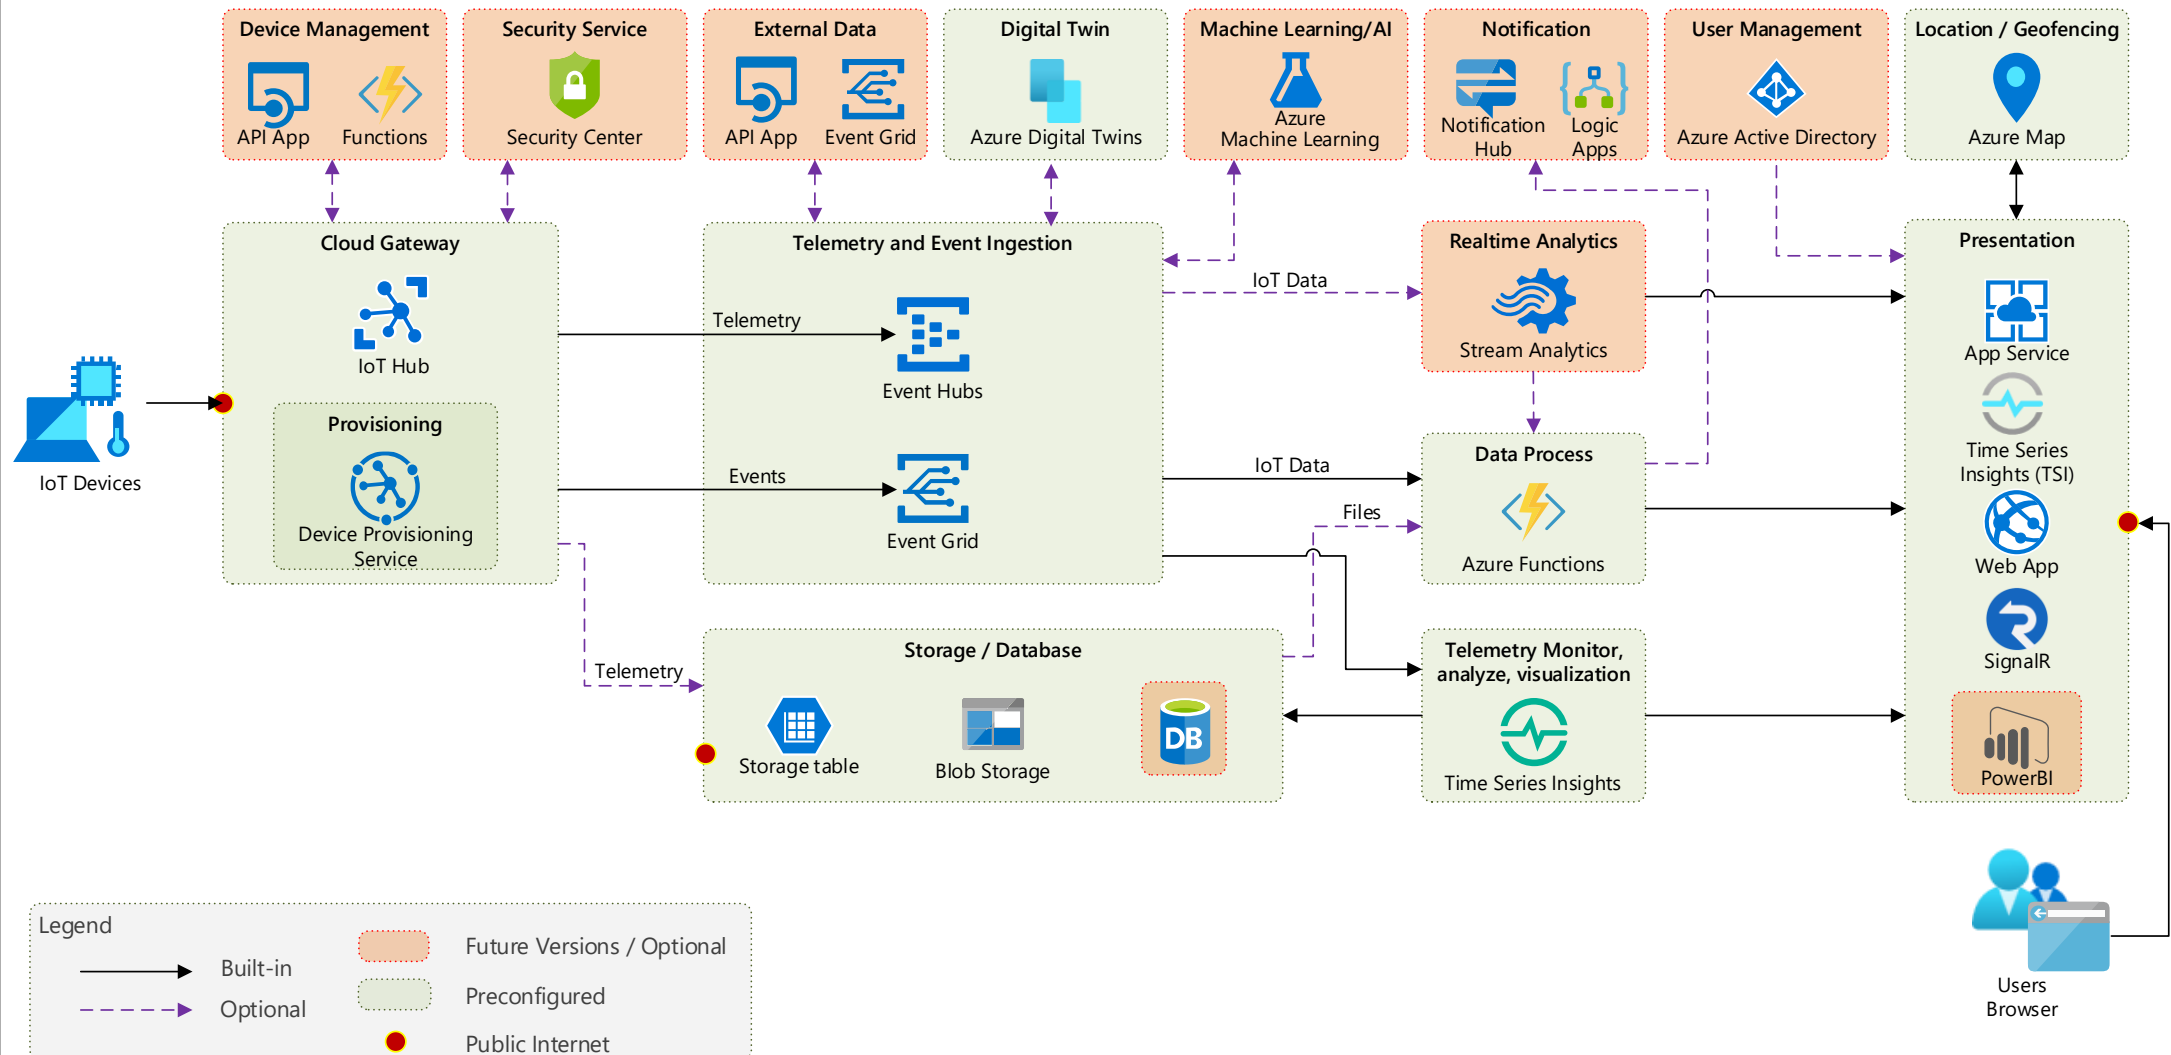 Device Management
API App
Functions
Security Service
Security Center
External Data
API App
Event Grid
Digital Twin
Azure Digital Twins
Machine Learning/AI
Azure
Machine Learning
Notification
Notification
Hub
Logic
Apps
User Management
Azure Active Directory
Location / Geofencing
Azure Map
IoT Devices
Cloud Gateway
IoT Hub
Provisioning
Device Provisioning
Service
Telemetry
Events
Telemetry
Telemetry and Event Ingestion
Event Hubs
Event Grid
IoT Data
IoT Data
Files
Realtime Analytics
Stream Analytics
Data Process
Azure Functions
Storage / Database
Storage table
Blob Storage
DB
Telemetry Monitor,
analyze, visualization
Time Series Insights
Presentation
App Service
Time Series
Insights (TSI)
Web App
SignalR
PowerBI
Users
Browser
Legend
Built-in
Optional
Future Versions / Optional
Preconfigured
Public Internet